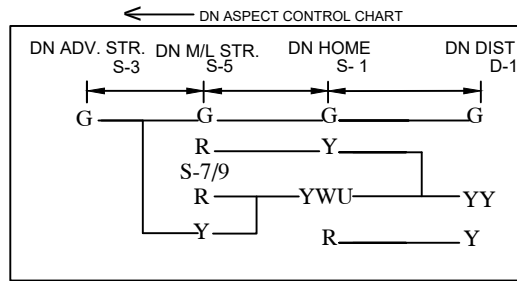 DN ASPECT CONTROL CHART
DN ADV. STR. DN M/L STR. DN HOME DN DIST
S-3 S-5 S- 1 D-1
G G G G
R Y
S-7/9
R YWU YY
Y
R Y